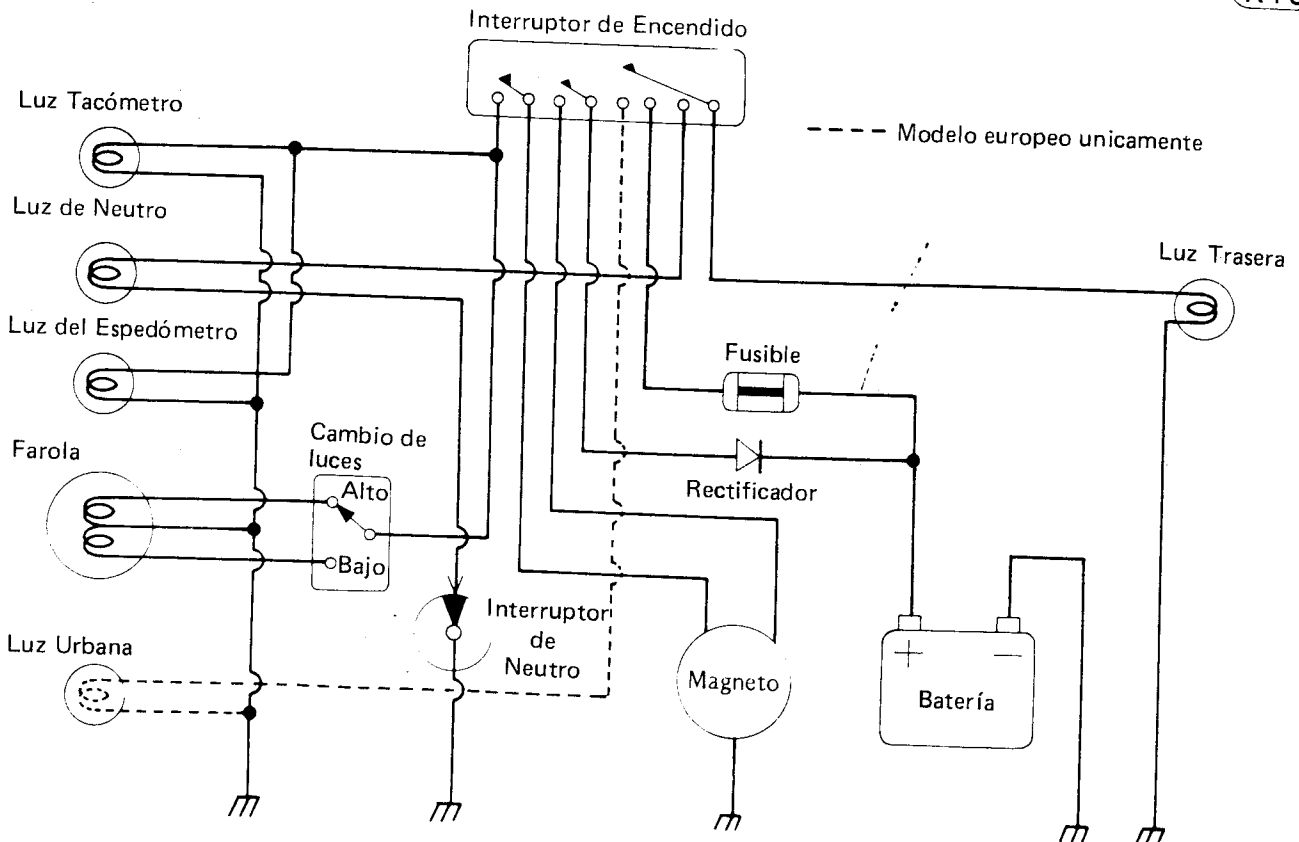 Interruptor de Encendido
Luz Tacómetro
Modelo europeo unicamente
Luz de Neutro
Luz Trasera
Luz del Espedómetro
Fusible
Farola
Cambio de
luces
Alto
Rectificador
Bajo
Interruptor
de
Neutro
Luz Urbana
Magneto
+
−
Batería